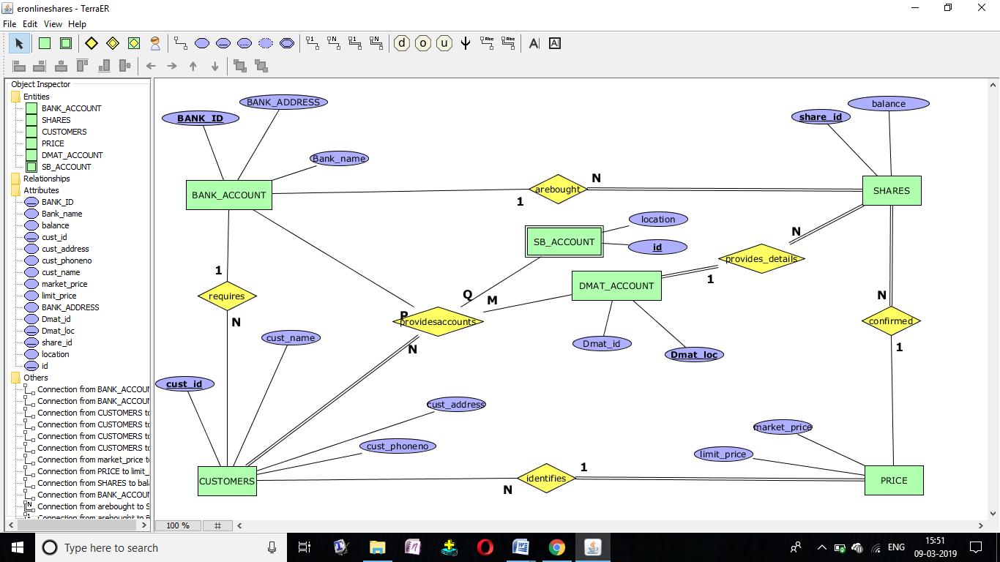 eronlineshares - TerraER
File Edit View Help
1 N 1 N d o u Abc Abc A A
Object Inspector
Entities
BANK_ACCOUNT
SHARES
CUSTOMERS
PRICE
DMAT_ACCOUNT
SB_ACCOUNT
Relationships
Attributes
BANK_ID
Bank_name
balance
cust_id
cust_address
cust_phoneno
cust_name
market_price
limit_price
BANK_ADDRESS
Dmat_id
Dmat_loc
share_id
location
id
Others
Connection from BANK_ACCOUN
Connection from BANK_ACCOUN
Connection from CUSTOMERS to
Connection from CUSTOMERS to
Connection from CUSTOMERS to
Connection from CUSTOMERS to
Connection from market_price to
Connection from PRICE to limit_
Connection from SHARES to bala
Connection from BANK_ACCOU
N Connection from arebought to S
1 Connection from arebought to B
BANK_ADDRESS
BANK_ID
Bank_name
BANK_ACCOUNT
balance
share_id
SHARES
arebought
N
1
location
SB_ACCOUNT
id
N
provides_details
1
DMAT_ACCOUNT
1
requires
N
Q
M
P
providesaccounts
N
N
confirmed
1
Dmat_id
Dmat_loc
cust_name
cust_id
cust_address
cust_phoneno
market_price
limit_price
CUSTOMERS
N
identifies
1
PRICE
100 %
Type here to search
ENG
15:51
09-03-2019